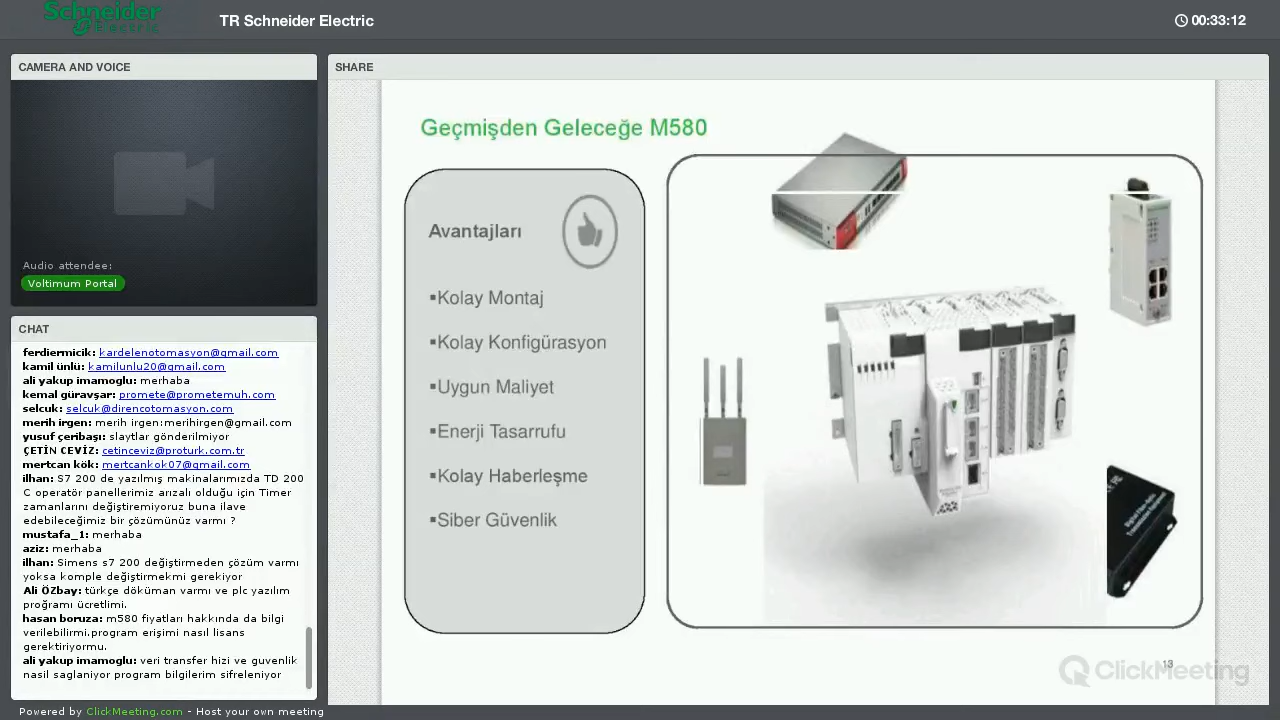 Schneider
Electric
TR Schneider Electric
00:33:12
CAMERA AND VOICE
Audio attendee:
Voltimum Portal
CHAT
ferdiermicik: kardelenotomasyon@gmail.com
kamil ünlü: kamilunlu20@gmail.com
ali yakup imamoglu: merhaba
kemal güravşar: promete@prometemuh.com
selcuk: selcuk@direncotomasyon.com
merih irgen: merih irgen:merihirgen@gmail.com
yusuf çeribaşı: slaytlar gönderilmiyor
ÇETİN CEVİZ: cetinceviz@proturk.com.tr
mertcan kök: mertcankok07@gmail.com
ilhan: S7 200 de yazılmış makinalarımızda TD 200
C operatör panellerimiz arızalı olduğu için Timer
zamanlarını değiştiremiyoruz buna ilave
edebileceğimiz bir çözümünüz varmı ?
mustafa_1: merhaba
aziz: merhaba
ilhan: Simens s7 200 değiştirmeden çözüm varmı
yoksa komple değiştirmekmi gerekiyor
Ali ÖZbay: türkçe döküman varmı ve plc yazılım
proğramı ücretlimi.
hasan boruza: m580 fiyatları hakkında da bilgi
verilebilirmi.program erişimi nasıl lisans
gerektiriyormu.
ali yakup imamoglu: veri transfer hizi ve guvenlik
nasil saglaniyor program bilgilerim sifreleniyor
Powered by ClickMeeting.com - Host your own meeting
SHARE
Geçmişden Geleceğe M580
Avantajları
▪Kolay Montaj
▪Kolay Konfigürasyon
▪Uygun Maliyet
▪Enerji Tasarrufu
▪Kolay Haberleşme
▪Siber Güvenlik
13
ClickMeeting